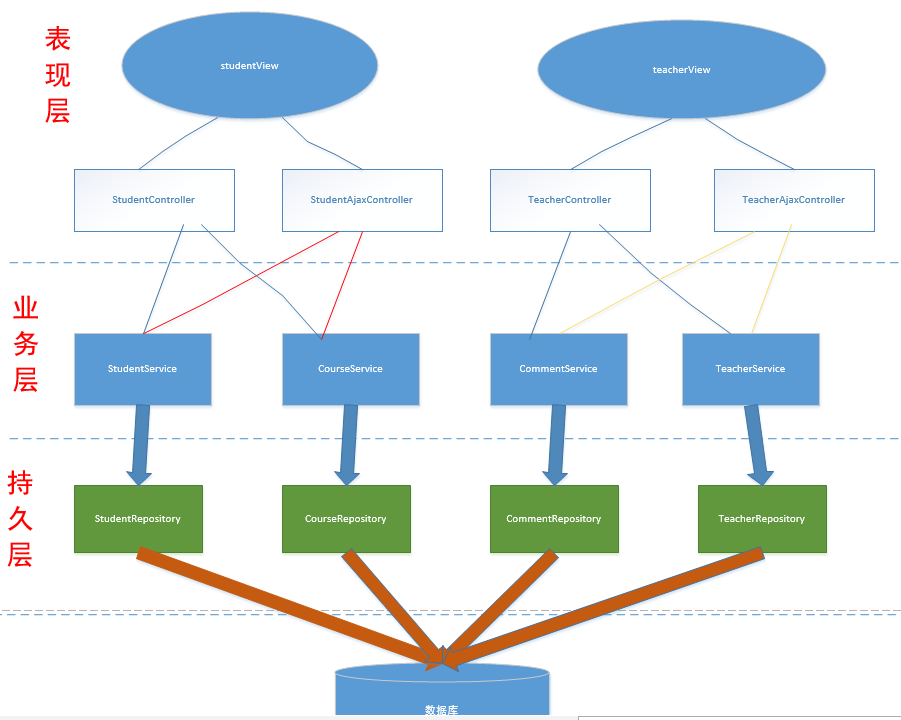 表现层
studentView
teacherView
StudentController
StudentAjaxController
TeacherController
TeacherAjaxController
业务层
StudentService
CourseService
CommentService
TeacherService
持久层
StudentRepository
CourseRepository
CommentRepository
TeacherRepository
数据库